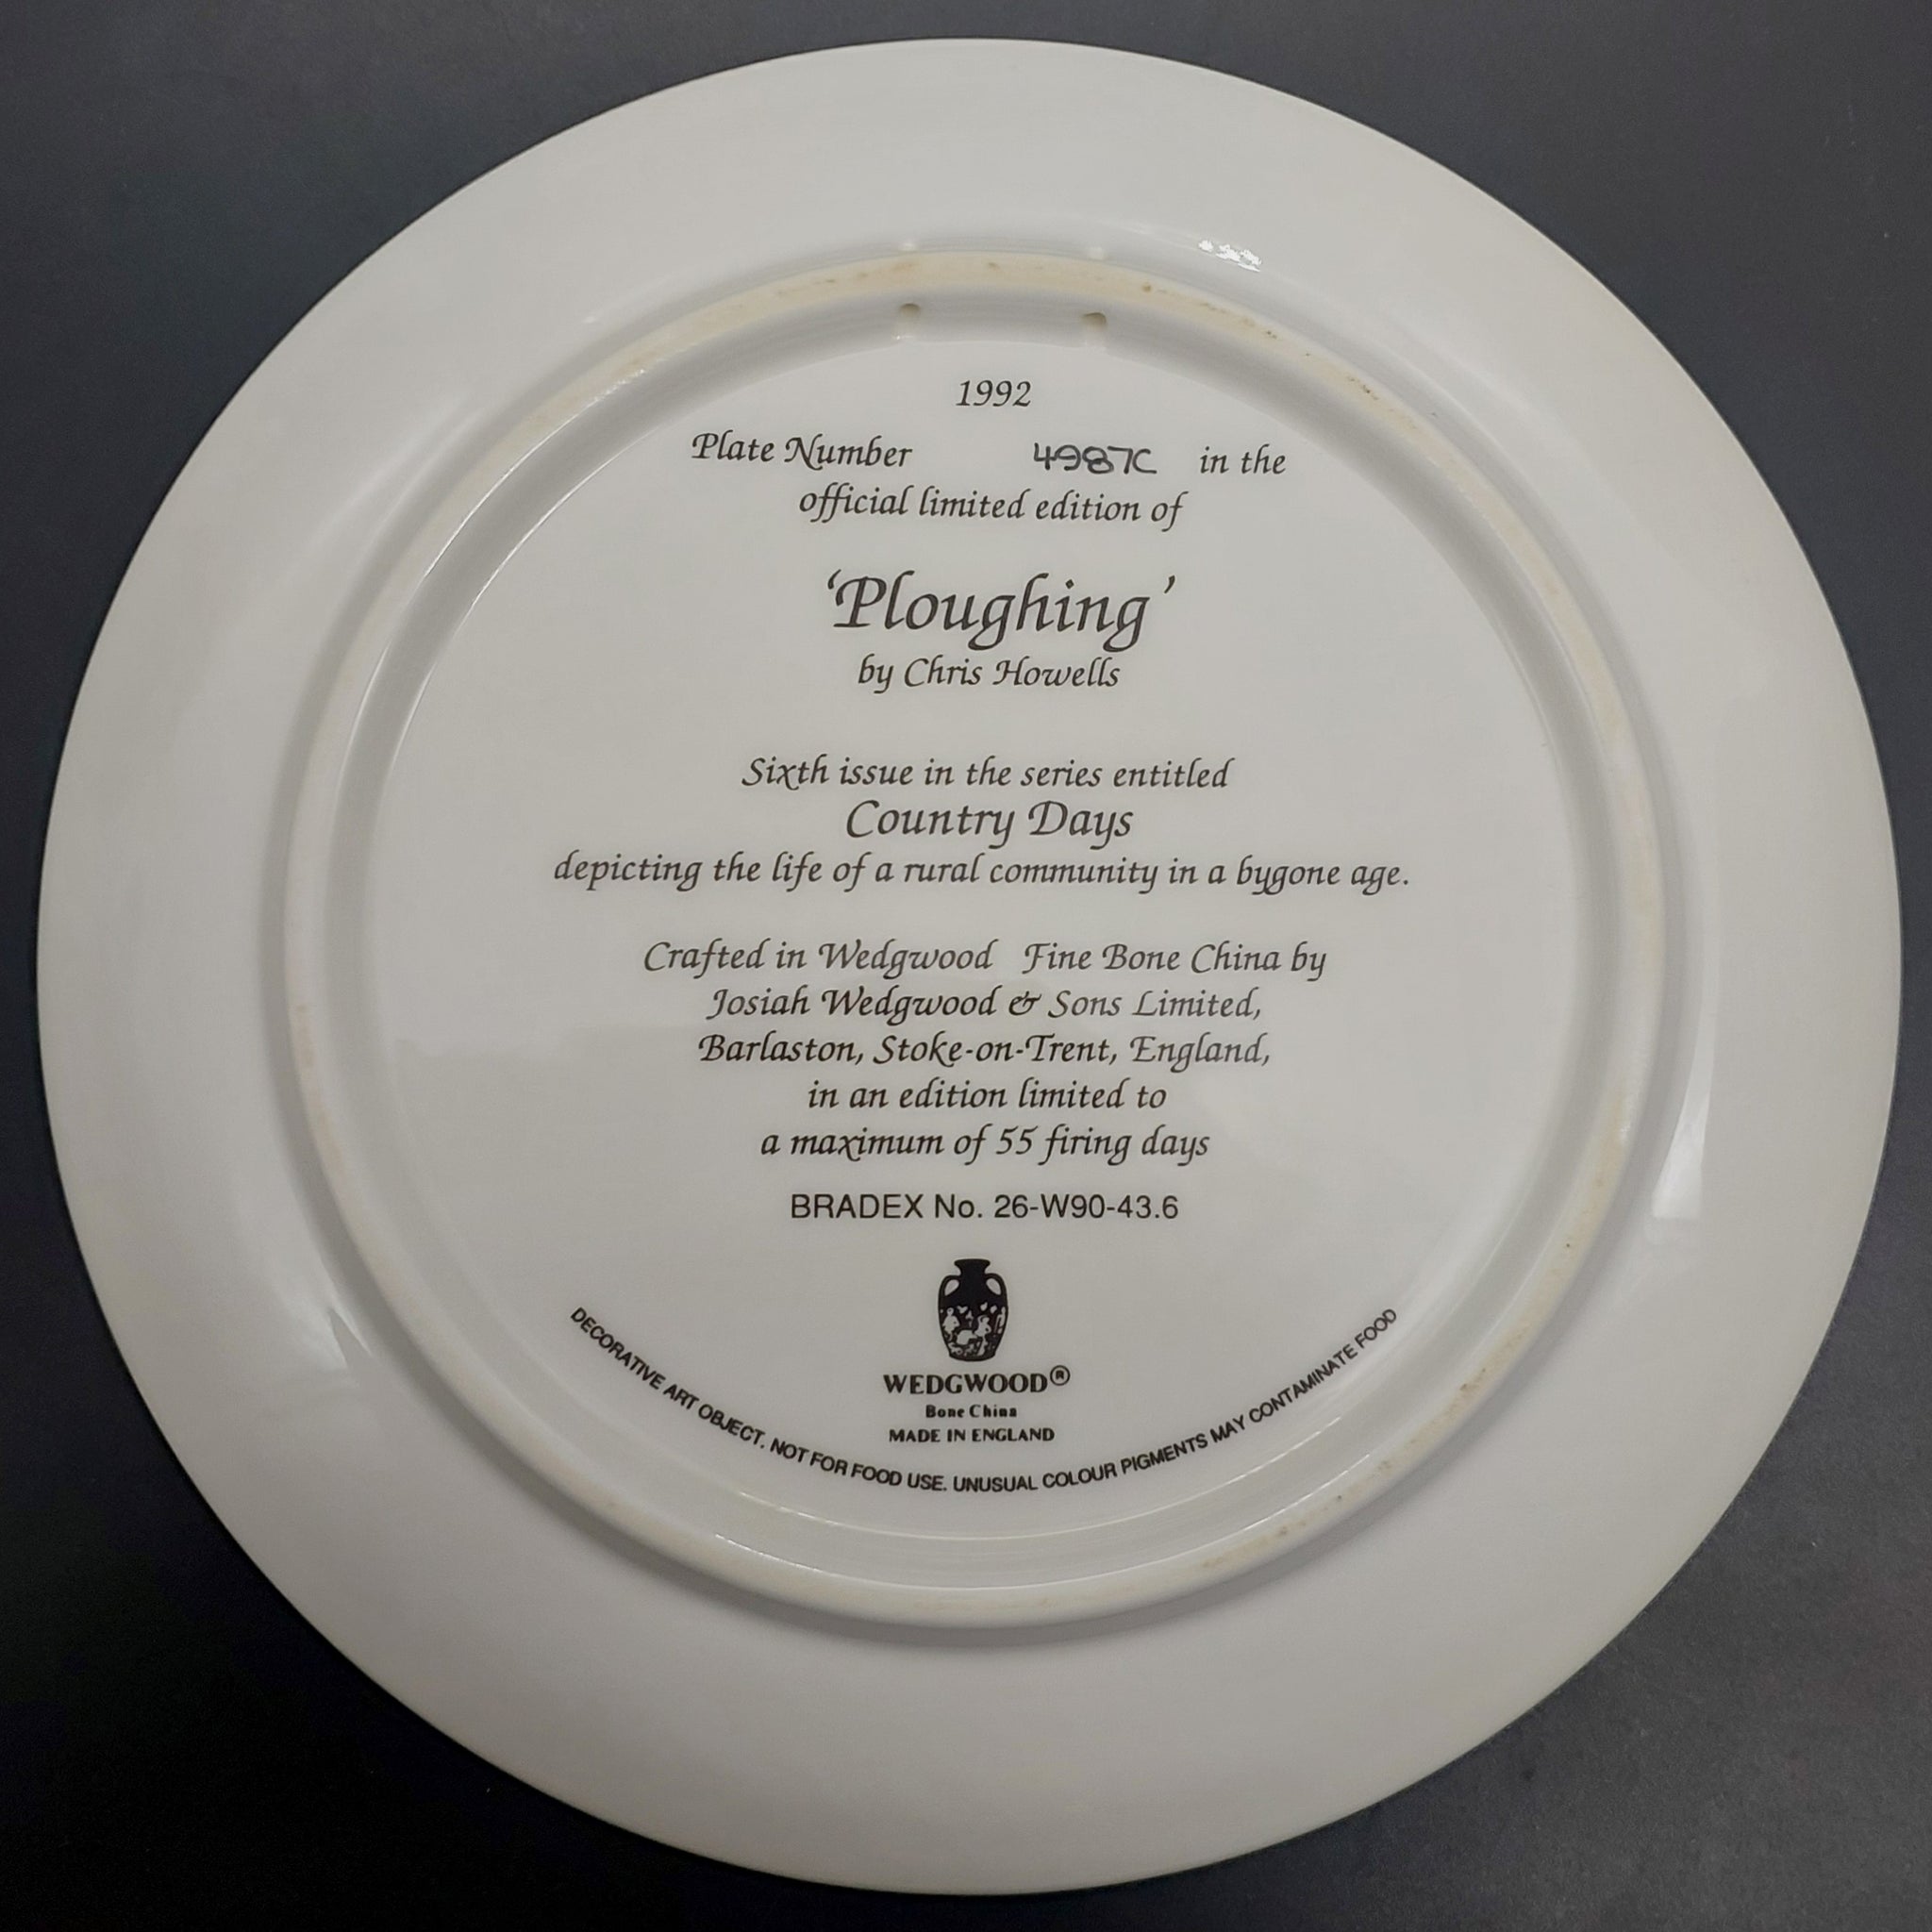 1992
Plate Number 4987C in the
official limited edition of
‘Ploughing’
by Chris Howells
Sixth issue in the series entitled
Country Days
depicting the life of a rural community in a bygone age.
Crafted in Wedgwood Fine Bone China by
Josiah Wedgwood & Sons Limited,
Barlaston, Stoke-on-Trent, England,
in an edition limited to
a maximum of 55 firing days
BRADEX No. 26-W90-43.6
WEDGWOOD®
Bone China
MADE IN ENGLAND
DECORATIVE ART OBJECT. NOT FOR FOOD USE. UNUSUAL COLOUR PIGMENTS MAY CONTAMINATE FOOD